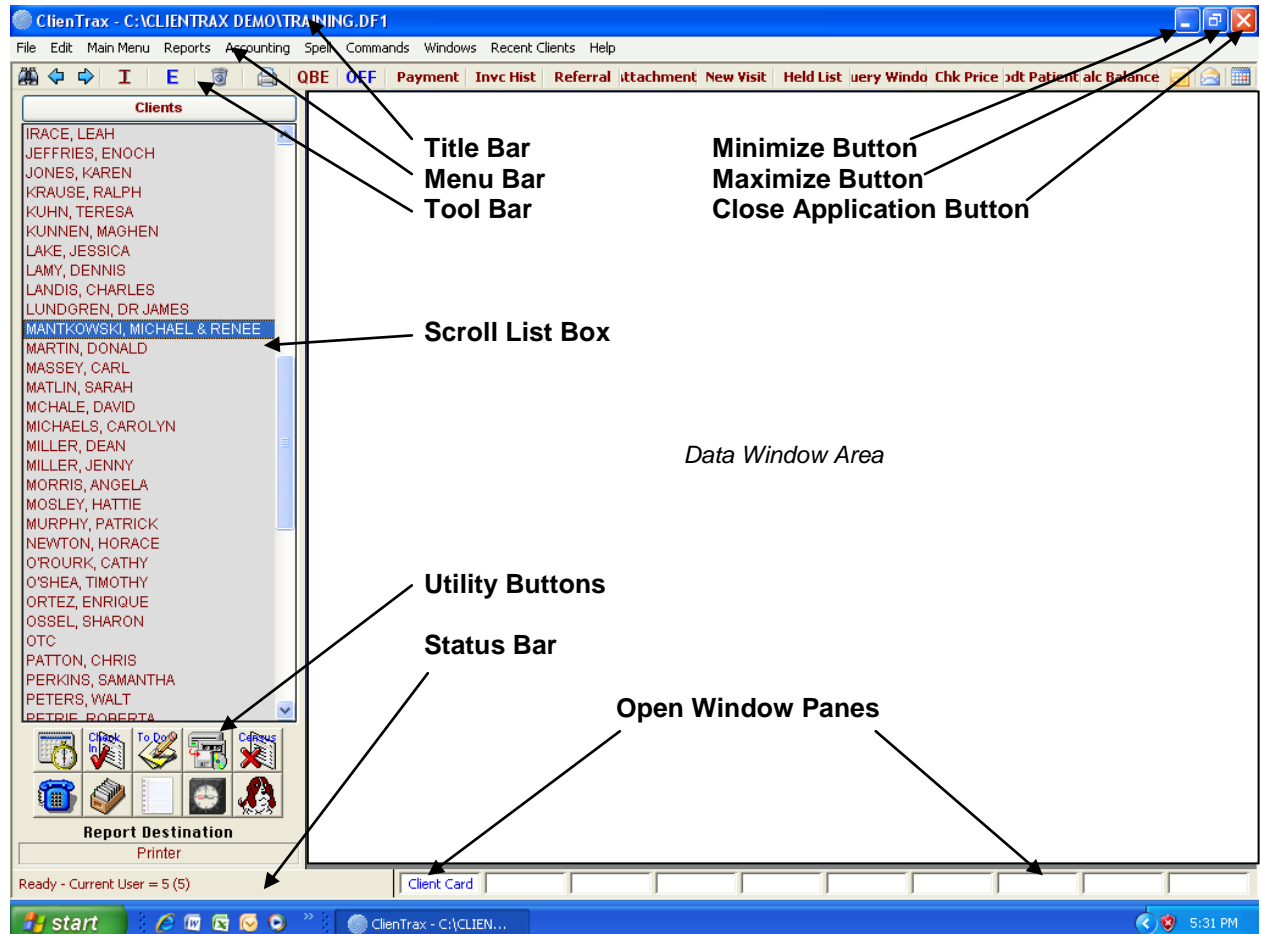 ClienTrax - C:\CLIENTRAX DEMO\TRAINING.DF1
File Edit Main Menu Reports Accounting Spell Commands Windows Recent Clients Help
I E QBE OFF Payment Invc Hist Referral ttachment New Visit Held List uery Windo Chk Price pdt Patient alc Balance
Clients
IRACE, LEAH
JEFFRIES, ENOCH
JONES, KAREN
KRAUSE, RALPH
KUHN, TERESA
KUNNEN, MAGHEN
LAKE, JESSICA
LAMY, DENNIS
LANDIS, CHARLES
LUNDGREN, DR JAMES
MANTKOWSKI, MICHAEL & RENEE
MARTIN, DONALD
MASSEY, CARL
MATLIN, SARAH
MCHALE, DAVID
MICHAELS, CAROLYN
MILLER, DEAN
MILLER, JENNY
MORRIS, ANGELA
MOSLEY, HATTIE
MURPHY, PATRICK
NEWTON, HORACE
O'ROURK, CATHY
O'SHEA, TIMOTHY
ORTEZ, ENRIQUE
OSSEL, SHARON
OTC
PATTON, CHRIS
PERKINS, SAMANTHA
PETERS, WALT
PETRIE, ROBERTA
Check In To Do Census
Report Destination
Printer
Title Bar
Menu Bar
Tool Bar
Minimize Button
Maximize Button
Close Application Button
Scroll List Box
Data Window Area
Utility Buttons
Status Bar
Open Window Panes
Ready - Current User = 5 (5)
Client Card
start ClienTrax - C:\CLIEN... 5:31 PM